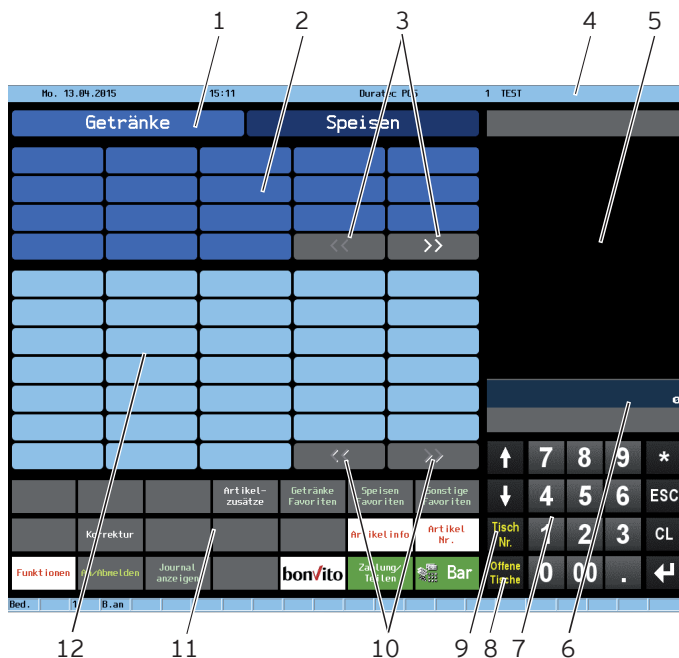 1 2 3 4 5
Mo. 13.04.2015 15:11 Duratec POS 1 TEST
Getränke Speisen
<< >>
<< >>
↑ 7 8 9 *
Artikel-zusätze Getränke Favoriten Speisen Favoriten Sonstige Favoriten
↓ 4 5 6 ESC
Korrektur Artikelinfo Artikel Nr.
Tisch Nr. 1 2 3 CL
Funktionen An/Abmelden Journal anzeigen bonVito Zahlung/Teilen Bar
Offene Tische 0 00 . ↵
Bed. 1 B.an
12 11 10 9 8 7 6